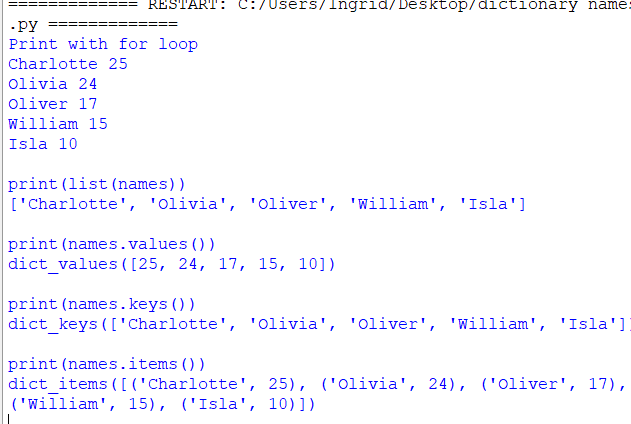 ============= RESTART: C:/Users/Ingrid/Desktop/dictionary names
.py =============
Print with for loop
Charlotte 25
Olivia 24
Oliver 17
William 15
Isla 10
print(list(names))
['Charlotte', 'Olivia', 'Oliver', 'William', 'Isla']
print(names.values())
dict_values([25, 24, 17, 15, 10])
print(names.keys())
dict_keys(['Charlotte', 'Olivia', 'Oliver', 'William', 'Isla'])
print(names.items())
dict_items([('Charlotte', 25), ('Olivia', 24), ('Oliver', 17),
('William', 15), ('Isla', 10)])